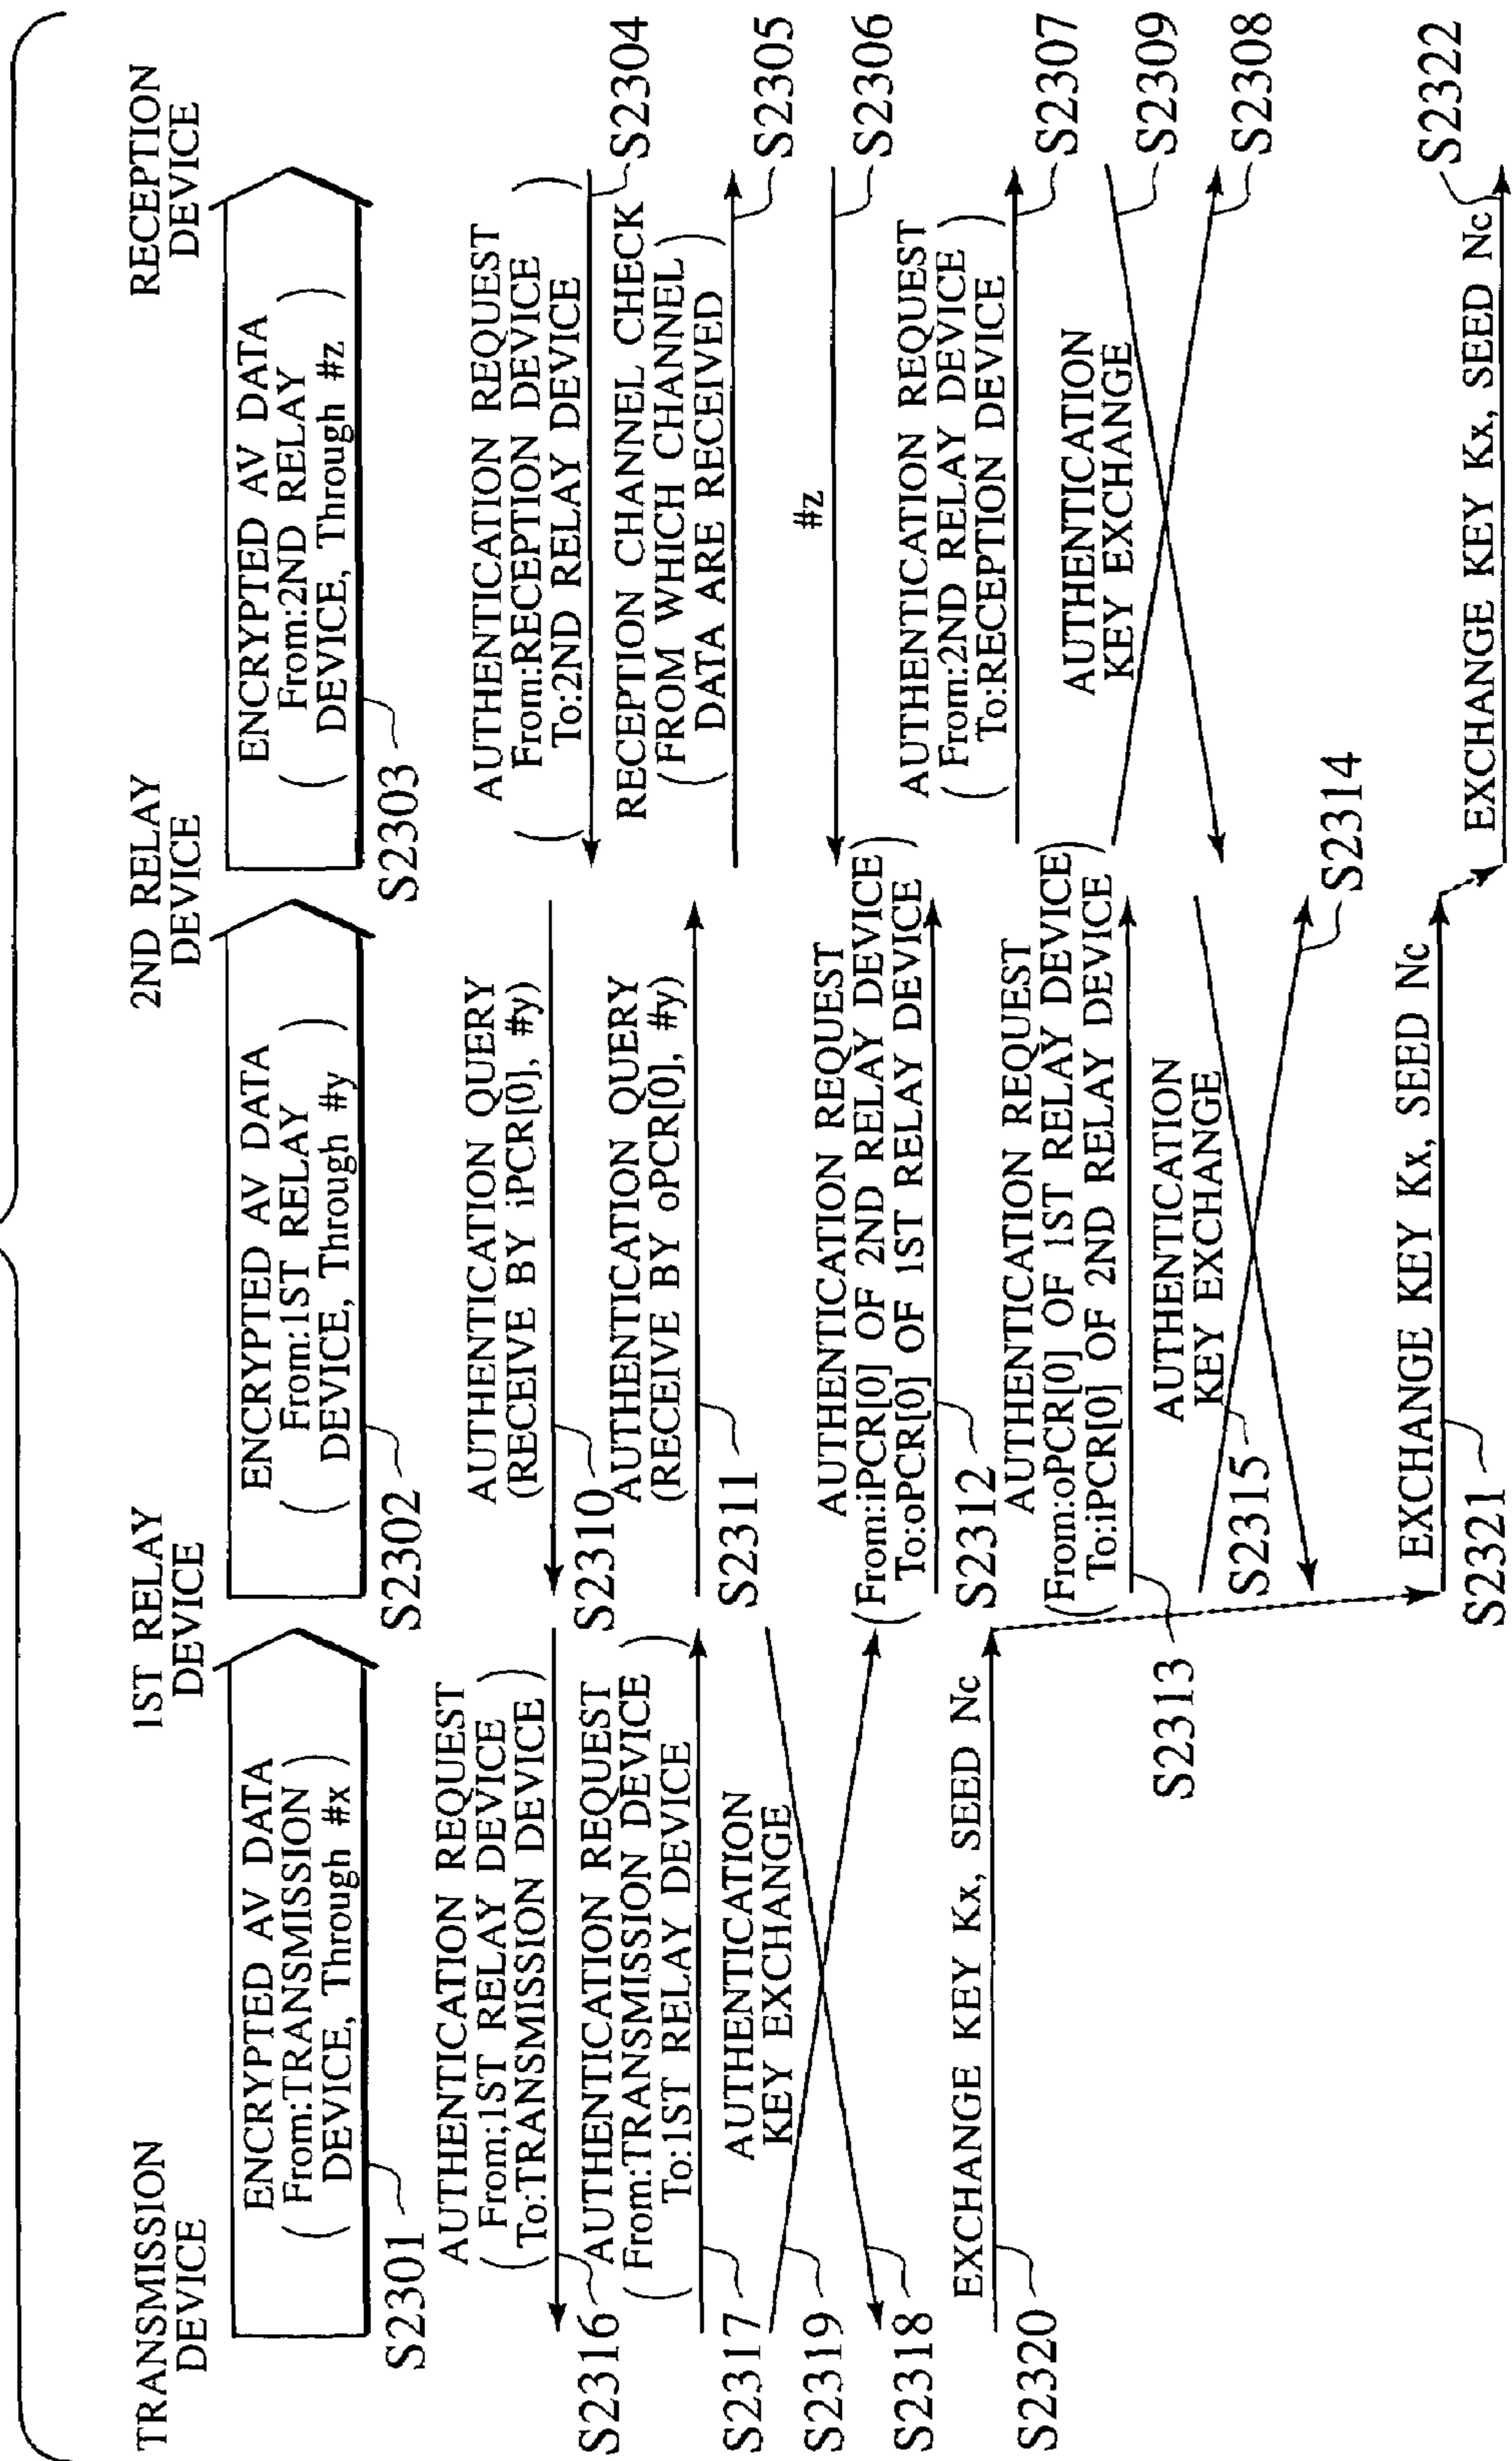 TRANSMISSION
DEVICE
1ST RELAY
DEVICE
2ND RELAY
DEVICE
RECEPTION
DEVICE
ENCRYPTED AV DATA
(From:TRANSMISSION
DEVICE, Through #x)
S2301
ENCRYPTED AV DATA
(From:1ST RELAY
DEVICE, Through #y)
S2302
ENCRYPTED AV DATA
(From:2ND RELAY
DEVICE, Through #z)
S2303
AUTHENTICATION REQUEST
(From:RECEPTION DEVICE
To:2ND RELAY DEVICE)
S2304
RECEPTION CHANNEL CHECK
(FROM WHICH CHANNEL
DATA ARE RECEIVED)
S2305
#z
S2306
AUTHENTICATION REQUEST
(From:2ND RELAY DEVICE
To:RECEPTION DEVICE)
S2307
AUTHENTICATION
KEY EXCHANGE
S2309
S2308
AUTHENTICATION QUERY
(RECEIVE BY iPCR[0], #y)
S2310
AUTHENTICATION QUERY
(RECEIVE BY oPCR[0], #y)
S2311
AUTHENTICATION REQUEST
(From:iPCR[0] OF 2ND RELAY DEVICE
To:oPCR[0] OF 1ST RELAY DEVICE)
S2312
AUTHENTICATION REQUEST
(From:oPCR[0] OF 1ST RELAY DEVICE
To:iPCR[0] OF 2ND RELAY DEVICE)
S2313
AUTHENTICATION
KEY EXCHANGE
S2314
S2315
AUTHENTICATION REQUEST
(From;1ST RELAY DEVICE
To:TRANSMISSION DEVICE)
S2316
AUTHENTICATION REQUEST
(From:TRANSMISSION DEVICE
To:1ST RELAY DEVICE)
S2317
AUTHENTICATION
KEY EXCHANGE
S2319
S2318
EXCHANGE KEY Kx, SEED Nc
S2320
EXCHANGE KEY Kx, SEED Nc
S2321
EXCHANGE KEY Kx, SEED Nc
S2322